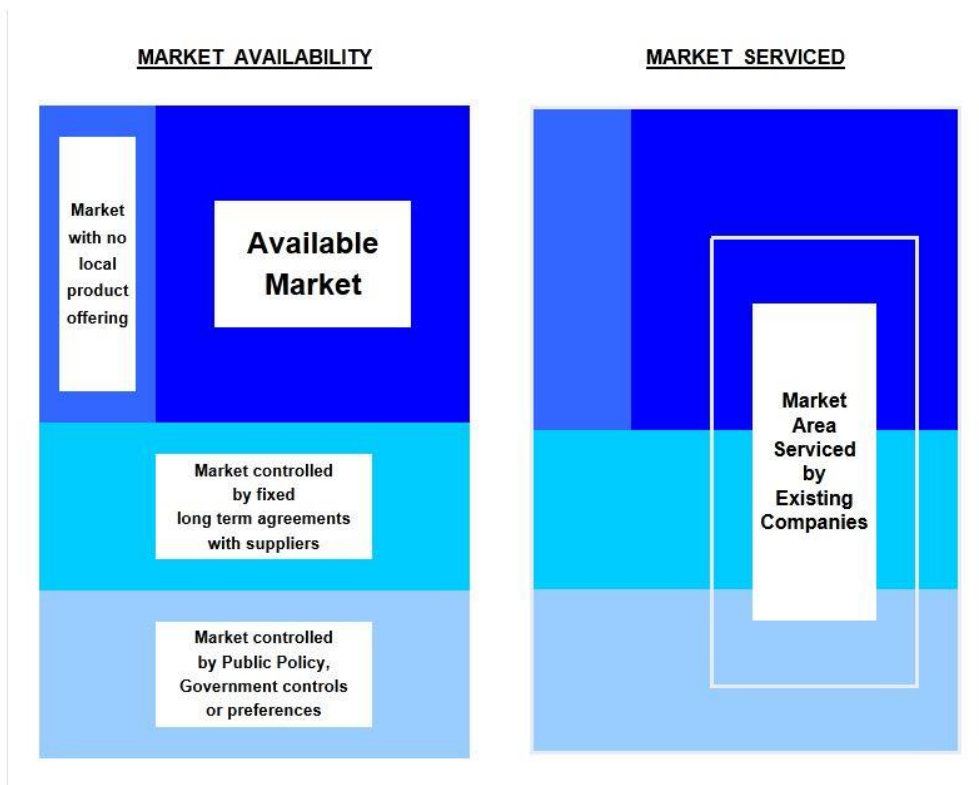 MARKET AVAILABILITY
Market
with no
local
product
offering
Available
Market
Market controlled
by fixed
long term agreements
with suppliers
Market controlled
by Public Policy,
Government controls
or preferences
MARKET SERVICED
Market
Area
Serviced
by
Existing
Companies